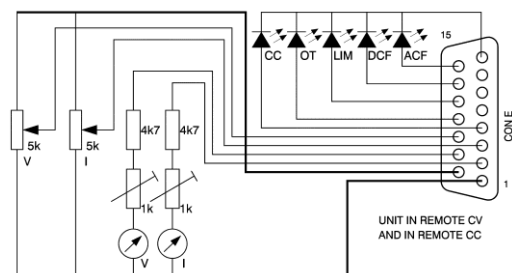 15
CC OT LIM DCF ACF
CON E
5k 5k 4k7 4k7
V I
1k 1k
1
V I
UNIT IN REMOTE CV
AND IN REMOTE CC